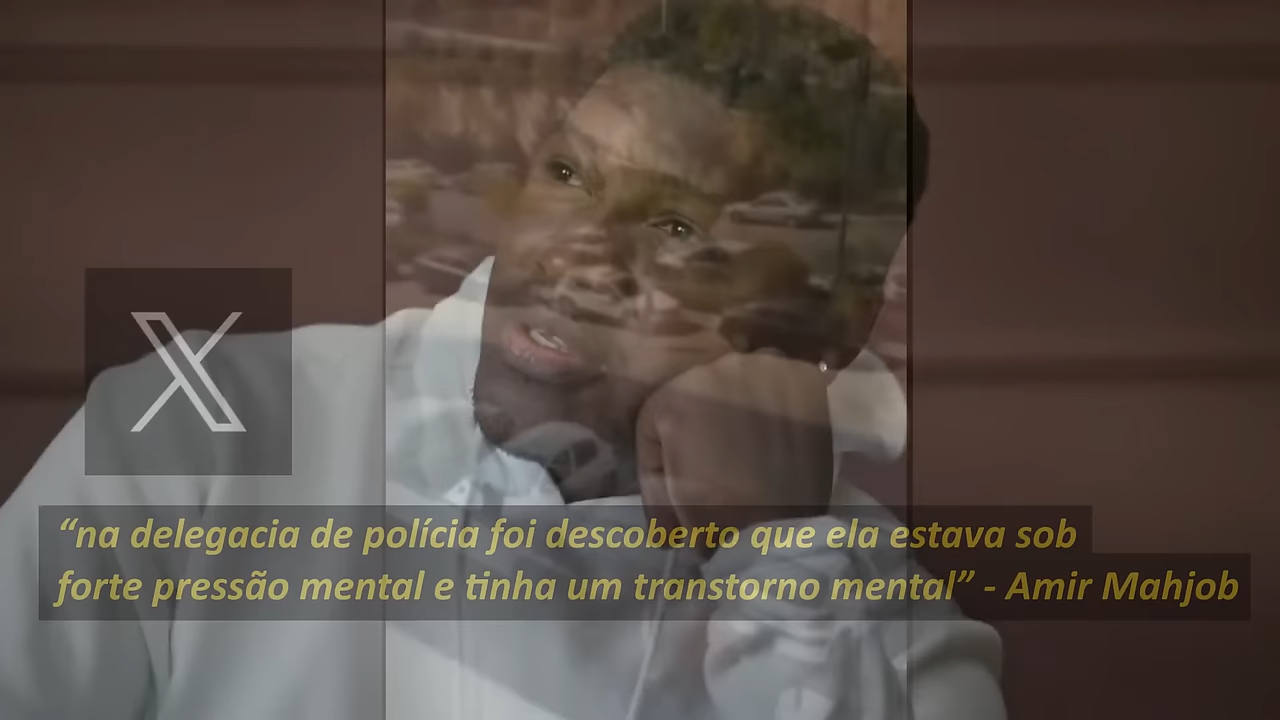 “na delegacia de polícia foi descoberto que ela estava sob
forte pressão mental e tinha um transtorno mental” - Amir Mahjob